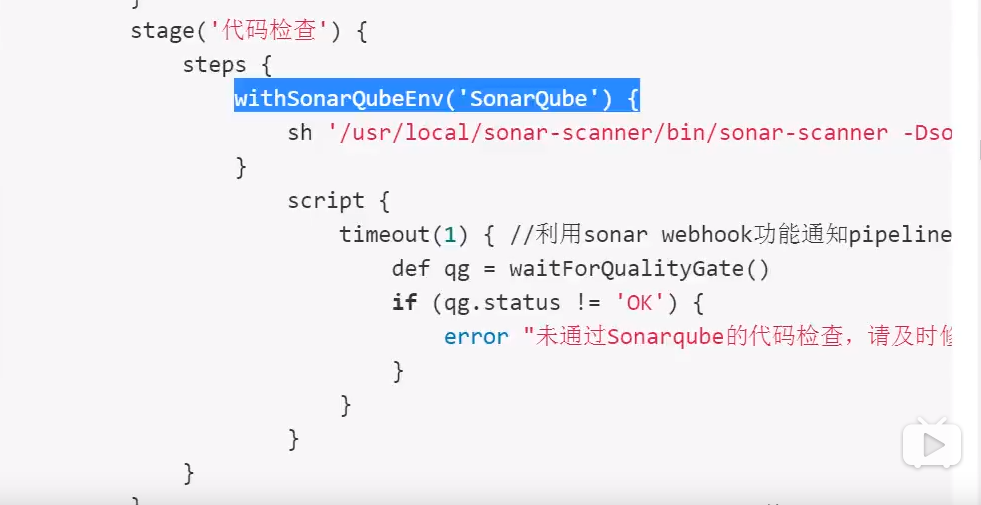 }
stage('代码检查') {
steps {
withSonarQubeEnv('SonarQube') {
sh '/usr/local/sonar-scanner/bin/sonar-scanner -Dso
}
script {
timeout(1) { //利用sonar webhook功能通知pipeline
def qg = waitForQualityGate()
if (qg.status != 'OK') {
error "未通过Sonarqube的代码检查，请及时修
}
}
}
}
}